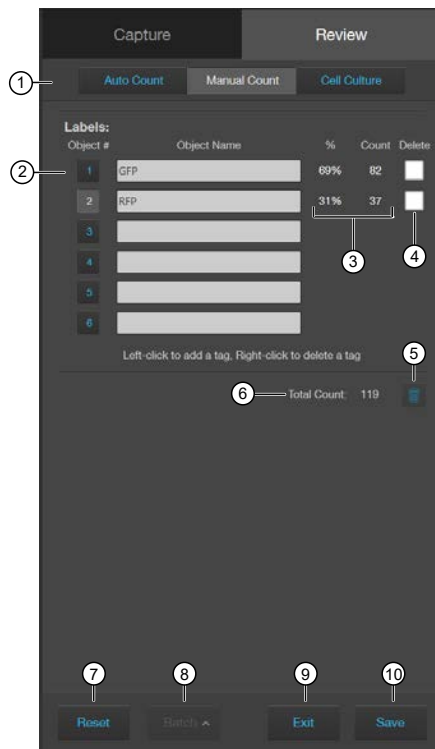 Capture Review
1 Auto Count Manual Count Cell Culture
Labels:
Object # Object Name % Count Delete
2 1 GFP 69% 82
2 RFP 31% 37
3 3 4
4
5
6
Left-click to add a tag, Right-click to delete a tag
5
6 Total Count: 119
7 8 9 10
Reset Batch Exit Save